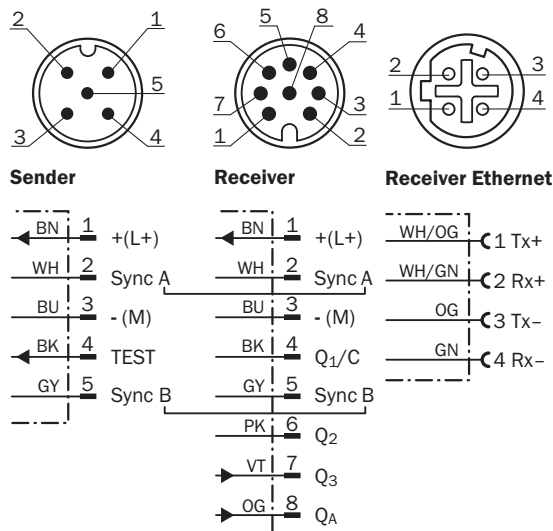 2 1
5
3 4
5 8
6 4
7 3
1 2
2 3
1 4
Sender
BN 1 +(L+)
WH 2 Sync A
BU 3 - (M)
BK 4 TEST
GY 5 Sync B
Receiver
BN 1 +(L+)
WH 2 Sync A
BU 3 - (M)
BK 4 Q1/C
GY 5 Sync B
PK 6 Q2
VT 7 Q3
OG 8 QA
Receiver Ethernet
WH/OG 1 Tx+
WH/GN 2 Rx+
OG 3 Tx–
GN 4 Rx–